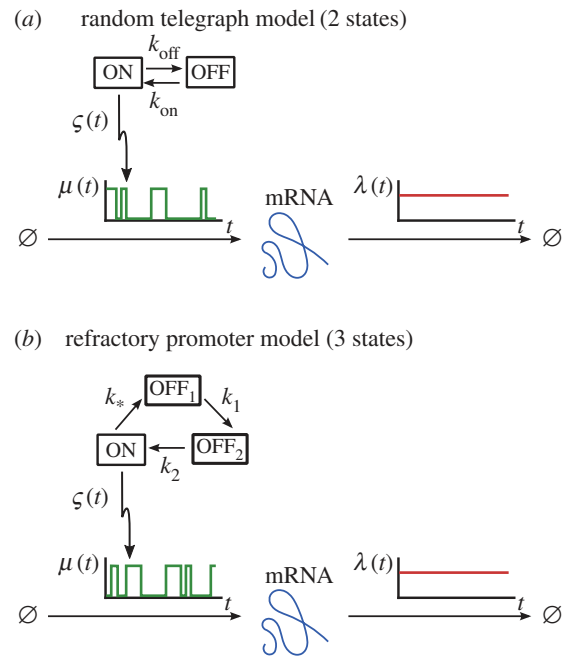 (a) random telegraph model (2 states)
k_off
ON OFF
k_on
ς(t)
μ(t) mRNA λ(t)
t t
∅ ∅
(b) refractory promoter model (3 states)
k_* OFF_1 k_1
ON OFF_2
k_2
ς(t)
μ(t) mRNA λ(t)
t t
∅ ∅